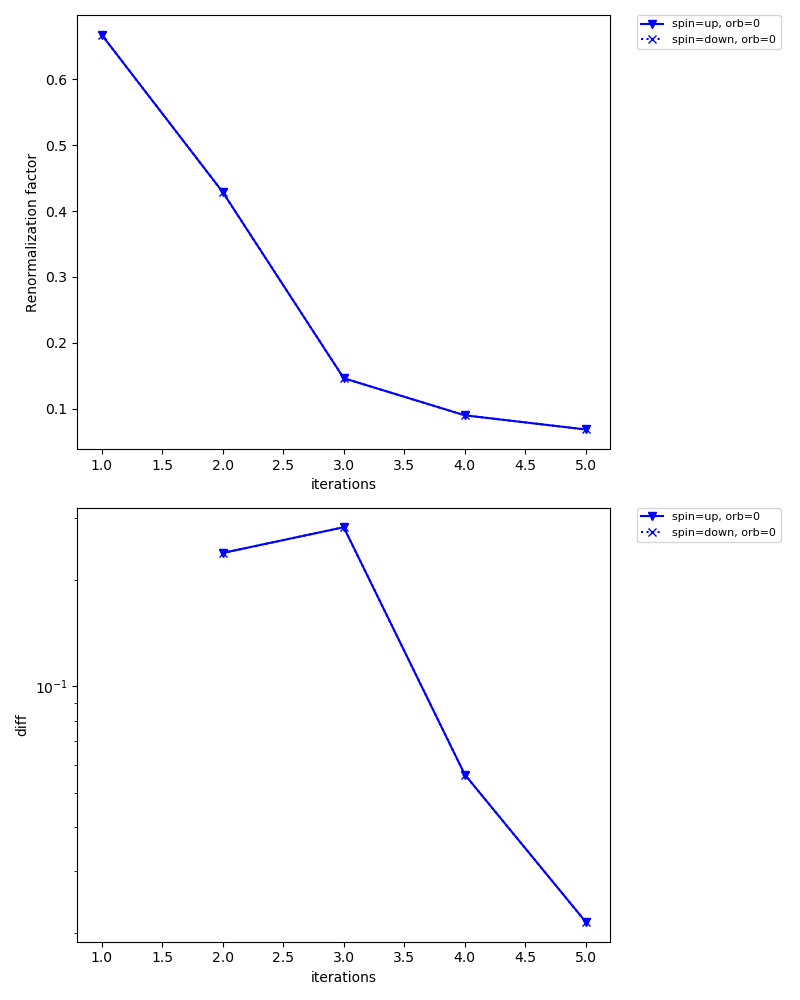 spin=up, orb=0
spin=down, orb=0
Renormalization factor
0.6
0.5
0.4
0.3
0.2
0.1
1.0 1.5 2.0 2.5 3.0 3.5 4.0 4.5 5.0
iterations
spin=up, orb=0
spin=down, orb=0
diff
10⁻¹
1.0 1.5 2.0 2.5 3.0 3.5 4.0 4.5 5.0
iterations